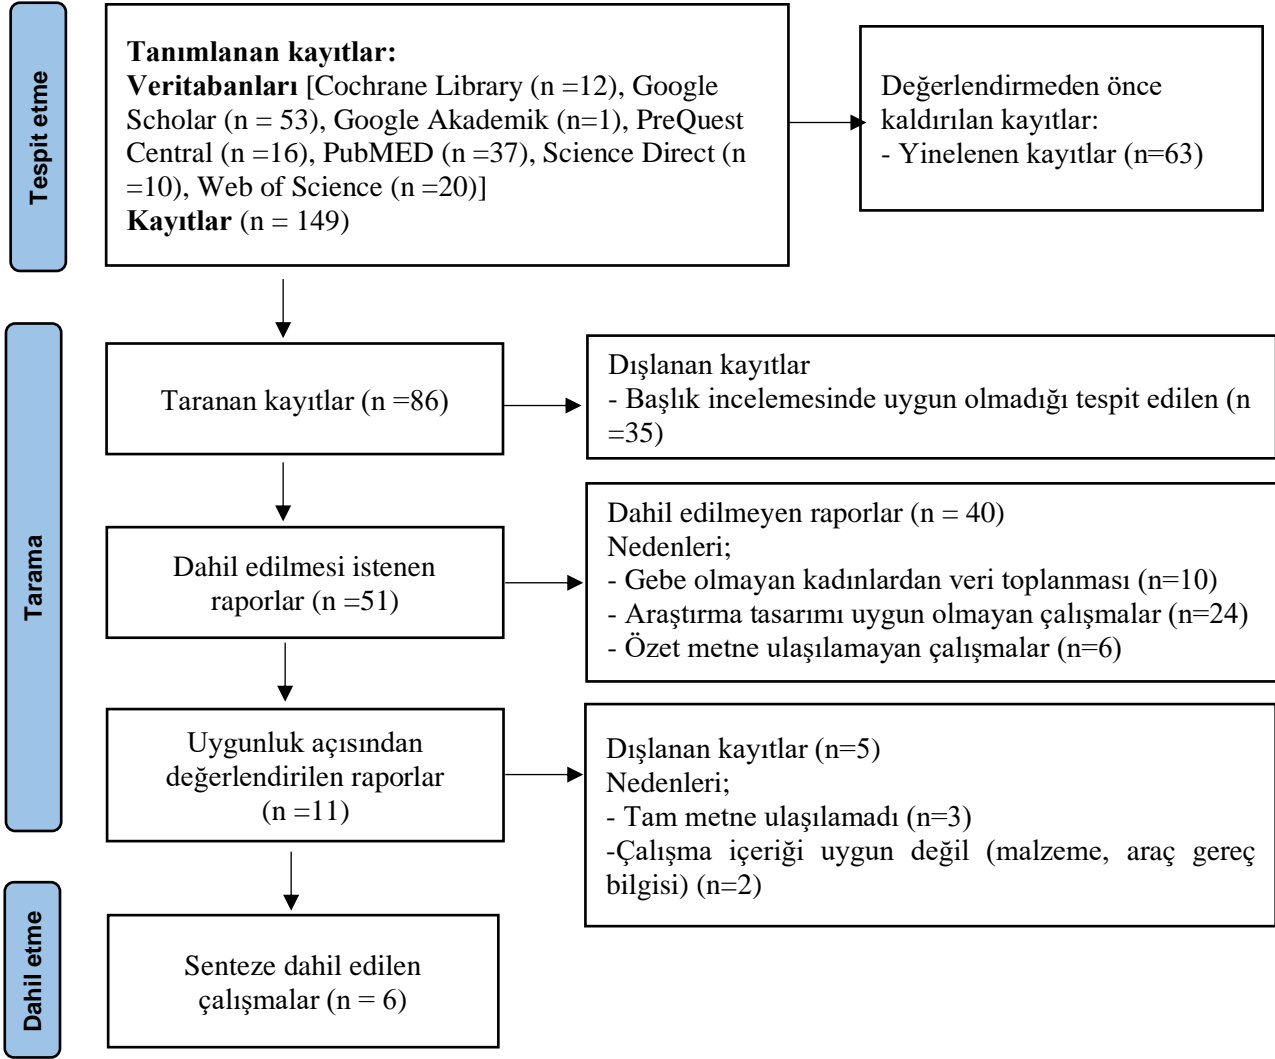 Tespit etme
Tanımlanan kayıtlar:
Veritabanları [Cochrane Library (n =12), Google
Scholar (n = 53), Google Akademik (n=1), PreQuest
Central (n =16), PubMED (n =37), Science Direct (n
=10), Web of Science (n =20)]
Kayıtlar (n = 149)
Değerlendirmeden önce
kaldırılan kayıtlar:
- Yinelenen kayıtlar (n=63)
Tarama
Taranan kayıtlar (n =86)
Dışlanan kayıtlar
- Başlık incelemesinde uygun olmadığı tespit edilen (n
=35)
Dahil edilmesi istenen
raporlar (n =51)
Dahil edilmeyen raporlar (n = 40)
Nedenleri;
- Gebe olmayan kadınlardan veri toplanması (n=10)
- Araştırma tasarımı uygun olmayan çalışmalar (n=24)
- Özet metne ulaşılamayan çalışmalar (n=6)
Uygunluk açısından
değerlendirilen raporlar
(n =11)
Dışlanan kayıtlar (n=5)
Nedenleri;
- Tam metne ulaşılamadı (n=3)
-Çalışma içeriği uygun değil (malzeme, araç gereç
bilgisi) (n=2)
Dahil etme
Senteze dahil edilen
çalışmalar (n = 6)